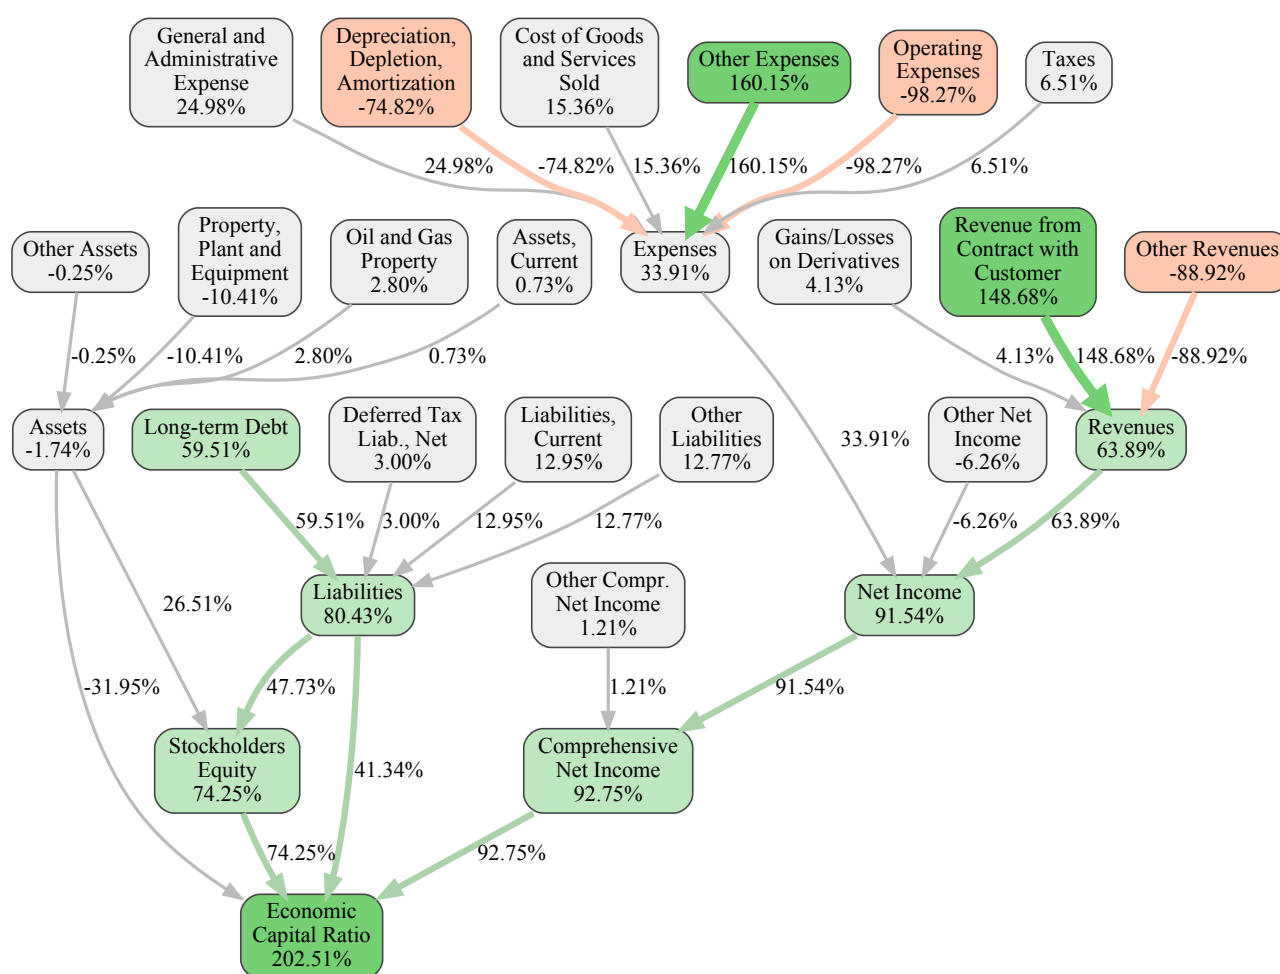 General and
Administrative
Expense
24.98%
Depreciation,
Depletion,
Amortization
-74.82%
Cost of Goods
and Services
Sold
15.36%
Other Expenses
160.15%
Operating
Expenses
-98.27%
Taxes
6.51%
24.98%
-74.82%
15.36%
160.15%
-98.27%
6.51%
Other Assets
-0.25%
Property,
Plant and
Equipment
-10.41%
Oil and Gas
Property
2.80%
Assets,
Current
0.73%
Expenses
33.91%
Gains/Losses
on Derivatives
4.13%
Revenue from
Contract with
Customer
148.68%
Other Revenues
-88.92%
-0.25%
-10.41%
2.80%
0.73%
4.13%
148.68%
-88.92%
Assets
-1.74%
Long-term Debt
59.51%
Deferred Tax
Liab., Net
3.00%
Liabilities,
Current
12.95%
Other
Liabilities
12.77%
33.91%
Other Net
Income
-6.26%
Revenues
63.89%
59.51%
3.00%
12.95%
12.77%
-6.26%
63.89%
26.51%
Liabilities
80.43%
Other Compr.
Net Income
1.21%
Net Income
91.54%
-31.95%
47.73%
1.21%
91.54%
Stockholders
Equity
74.25%
41.34%
Comprehensive
Net Income
92.75%
74.25%
92.75%
Economic
Capital Ratio
202.51%